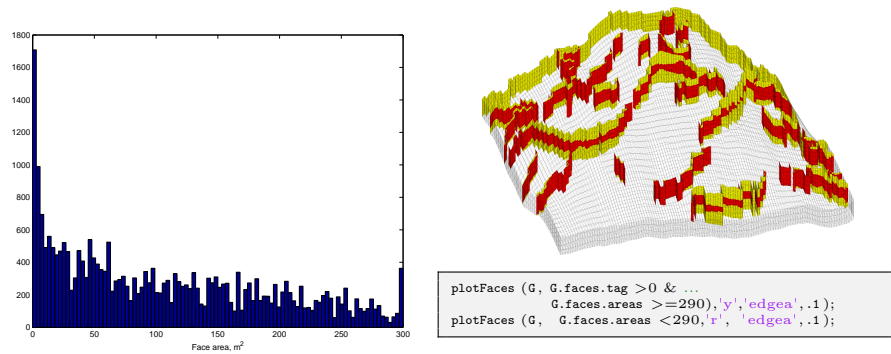 1800
1600
1400
1200
1000
800
600
400
200
0
0 50 100 150 200 250 300
Face area, m²
plotFaces (G, G.faces.tag >0 & ...
G.faces.areas >=290),'y','edgea',.1);
plotFaces (G, G.faces.areas <290,'r', 'edgea',.1);